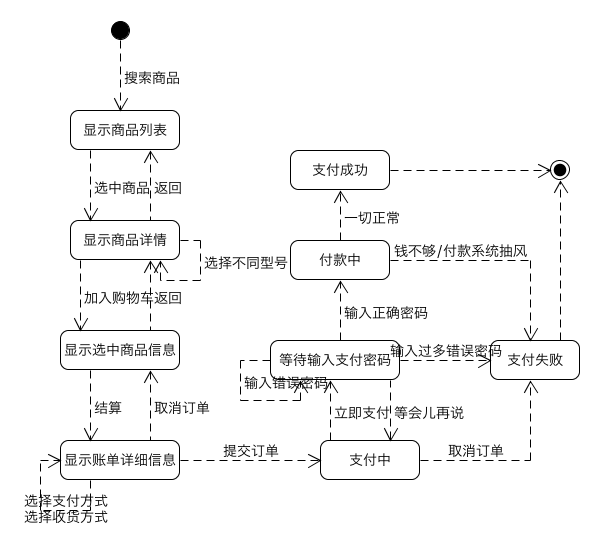 搜索商品
显示商品列表
支付成功
选中商品
返回
一切正常
显示商品详情
选择不同型号
付款中
钱不够/付款系统抽风
加入购物车
返回
输入正确密码
显示选中商品信息
等待输入支付密码
输入过多错误密码
支付失败
输入错误密码
结算
取消订单
立即支付
等会儿再说
提交订单
取消订单
显示账单详细信息
支付中
选择支付方式
选择收货方式